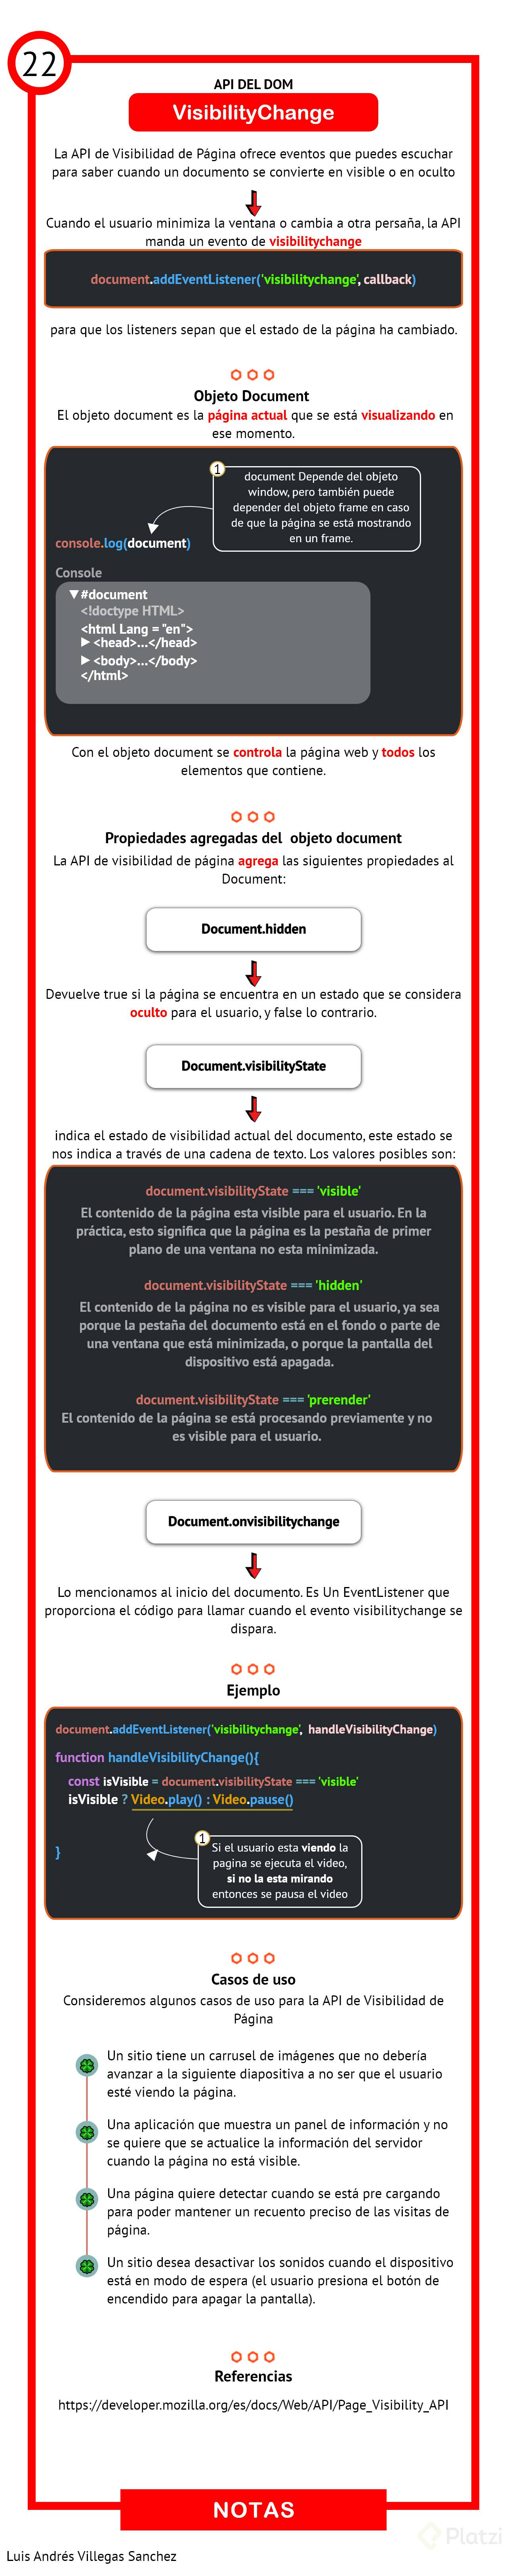 22
API DEL DOM
VisibilityChange
La API de Visibilidad de Página ofrece eventos que puedes escuchar
para saber cuando un documento se convierte en visible o en oculto
Cuando el usuario minimiza la ventana o cambia a otra persaña, la API
manda un evento de visibilitychange
document.addEventListener('visibilitychange', callback)
para que los listeners sepan que el estado de la página ha cambiado.
Objeto Document
El objeto document es la página actual que se está visualizando en
ese momento.
1
document Depende del objeto
window, pero también puede
depender del objeto frame en caso
de que la página se está mostrando
en un frame.
console.log(document)
Console
▼#document
<!doctype HTML>
<html Lang = "en">
▶ <head>...</head>
▶ <body>...</body>
</html>
Con el objeto document se controla la página web y todos los
elementos que contiene.
Propiedades agregadas del objeto document
La API de visibilidad de página agrega las siguientes propiedades al
Document:
Document.hidden
Devuelve true si la página se encuentra en un estado que se considera
oculto para el usuario, y false lo contrario.
Document.visibilityState
indica el estado de visibilidad actual del documento, este estado se
nos indica a través de una cadena de texto. Los valores posibles son:
document.visibilityState === 'visible'
El contenido de la página esta visible para el usuario. En la
práctica, esto significa que la página es la pestaña de primer
plano de una ventana no esta minimizada.
document.visibilityState === 'hidden'
El contenido de la página no es visible para el usuario, ya sea
porque la pestaña del documento está en el fondo o parte de
una ventana que está minimizada, o porque la pantalla del
dispositivo está apagada.
document.visibilityState === 'prerender'
El contenido de la página se está procesando previamente y no
es visible para el usuario.
Document.onvisibilitychange
Lo mencionamos al inicio del documento. Es Un EventListener que
proporciona el código para llamar cuando el evento visibilitychange se
dispara.
Ejemplo
document.addEventListener('visibilitychange', handleVisibilityChange)
function handleVisibilityChange(){
const isVisible = document.visibilityState === 'visible'
isVisible ? Video.play() : Video.pause()
}
1
Si el usuario esta viendo la
pagina se ejecuta el video,
si no la esta mirando
entonces se pausa el video
Casos de uso
Consideremos algunos casos de uso para la API de Visibilidad de
Página
Un sitio tiene un carrusel de imágenes que no debería
avanzar a la siguiente diapositiva a no ser que el usuario
esté viendo la página.
Una aplicación que muestra un panel de información y no
se quiere que se actualice la información del servidor
cuando la página no está visible.
Una página quiere detectar cuando se está pre cargando
para poder mantener un recuento preciso de las visitas de
página.
Un sitio desea desactivar los sonidos cuando el dispositivo
está en modo de espera (el usuario presiona el botón de
encendido para apagar la pantalla).
Referencias
https://developer.mozilla.org/es/docs/Web/API/Page_Visibility_API
NOTAS
Platzi
Luis Andrés Villegas Sanchez